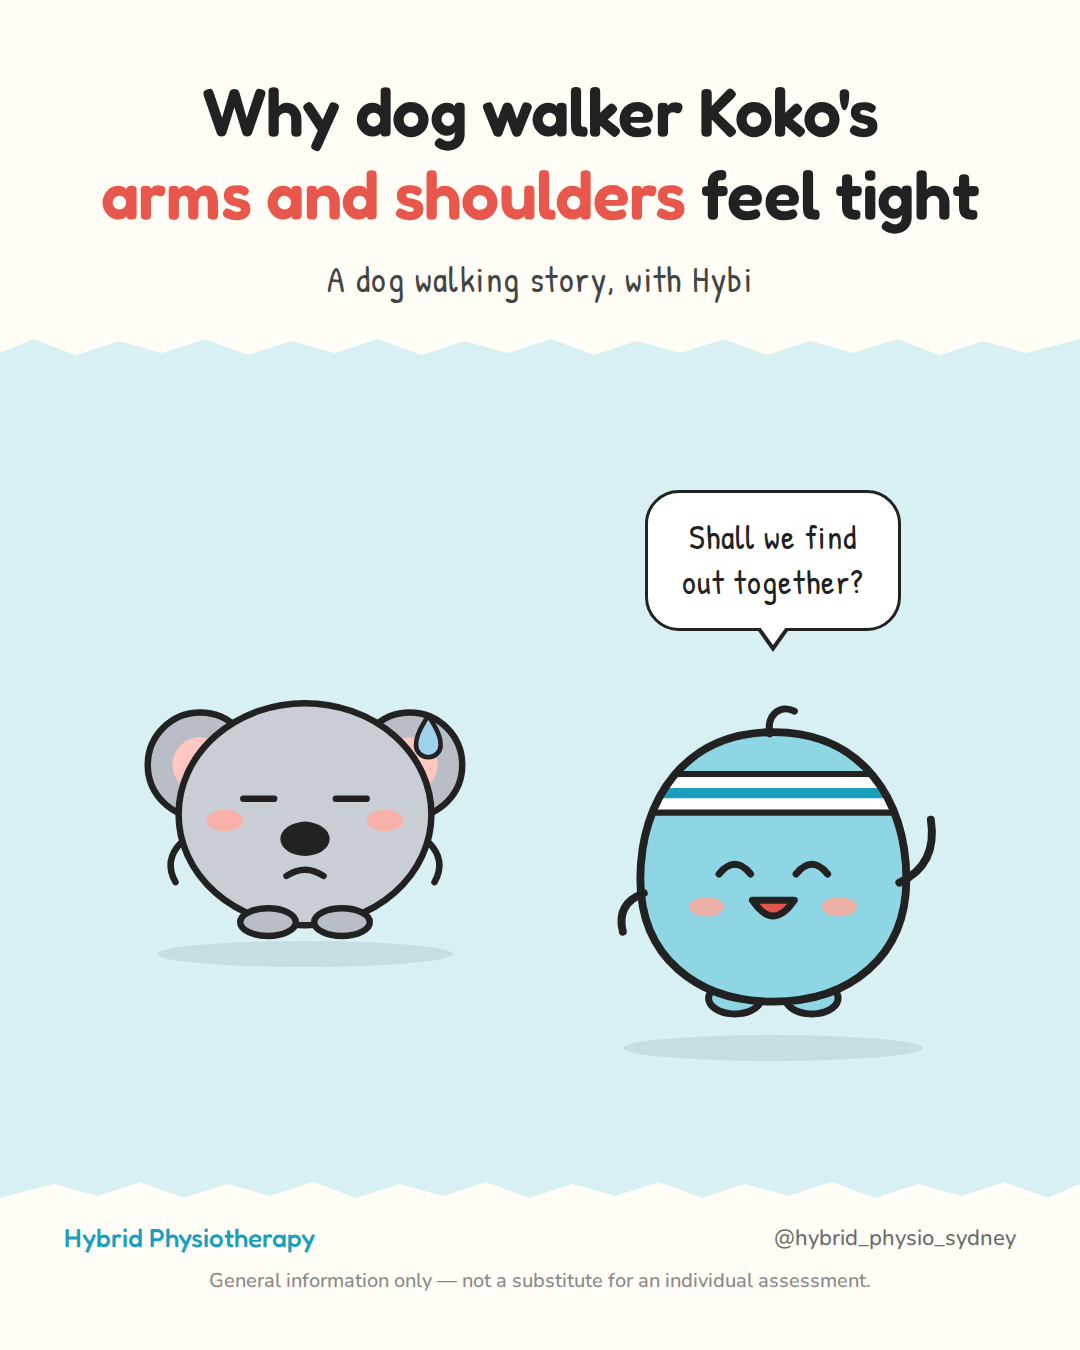 Why dog walker Koko's
arms and shoulders feel tight
A dog walking story, with Hybi
Shall we find
out together?
Hybrid Physiotherapy
@hybrid_physio_sydney
General information only — not a substitute for an individual assessment.